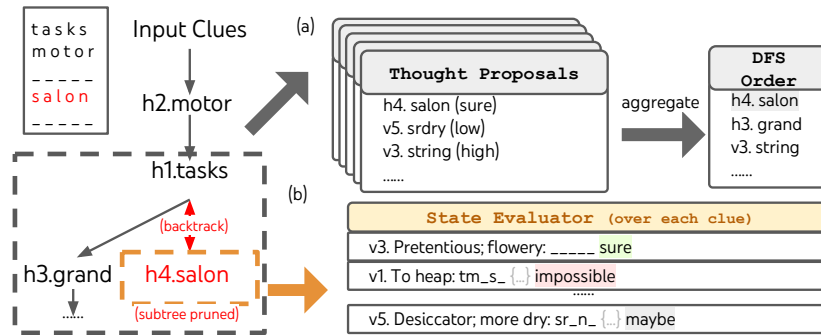 tasks
motor
_ _ _ _ _
salon
_ _ _ _ _
Input Clues
h2.motor
h1.tasks
(backtrack)
h3.grand
h4.salon
......
(subtree pruned)
(a)
Thought Proposals
h4. salon (sure)
v5. srdry (low)
v3. string (high)
......
aggregate
DFS
Order
h4. salon
h3. grand
v3. string
......
(b)
State Evaluator (over each clue)
v3. Pretentious; flowery: _____ sure
v1. To heap: tm_s_ {...} impossible
......
v5. Desiccator; more dry: sr_n_ {...} maybe